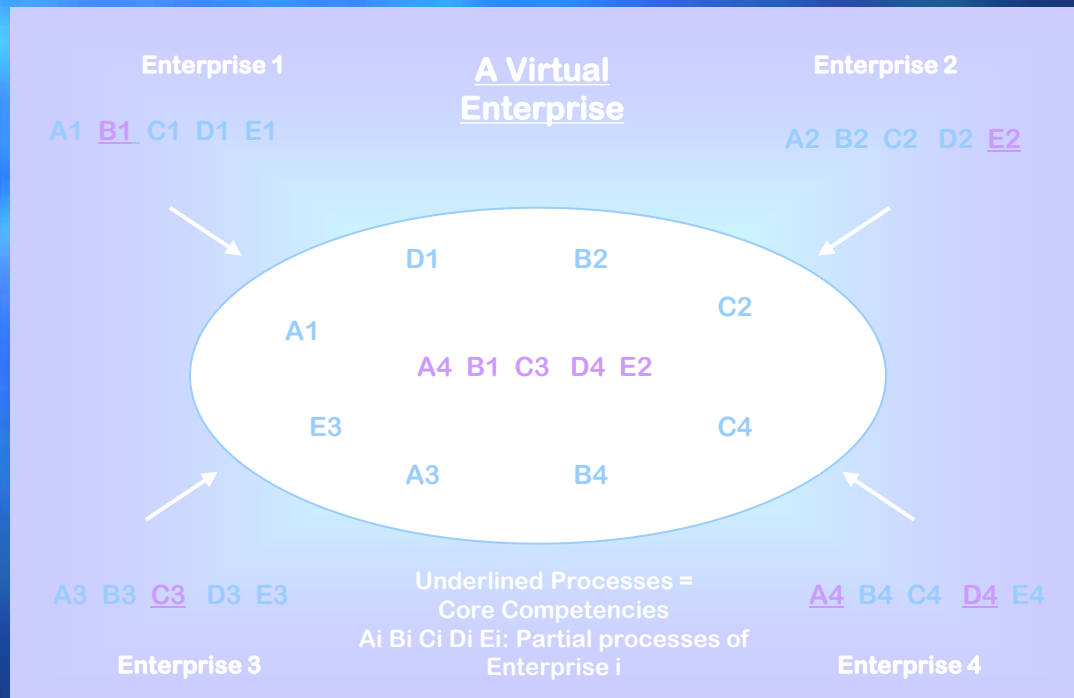 Enterprise 1
A Virtual
Enterprise
Enterprise 2
A1 B1 C1 D1 E1
A2 B2 C2 D2 E2
D1 B2
C2
A1
A4 B1 C3 D4 E2
E3 C4
A3 B4
Underlined Processes =
Core Competencies
Ai Bi Ci Di Ei: Partial processes of
Enterprise i
A3 B3 C3 D3 E3
A4 B4 C4 D4 E4
Enterprise 3
Enterprise 4